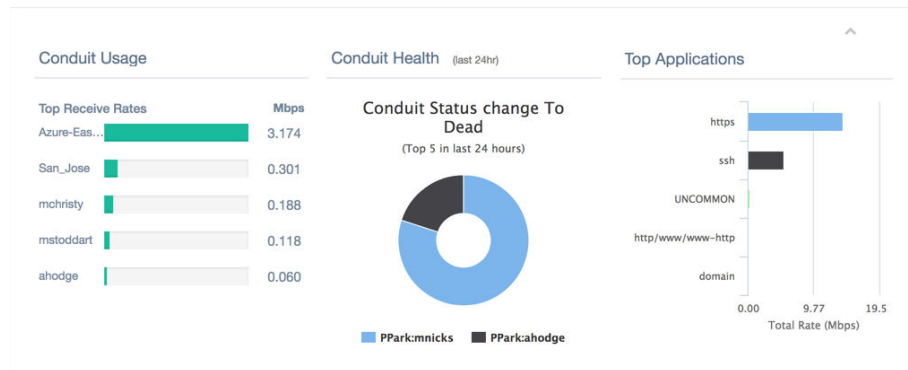 Conduit Usage
Top Receive Rates Mbps
Azure-Eas... 3.174
San_Jose 0.301
mchristy 0.188
mstoddart 0.118
ahodge 0.060
Conduit Health (last 24hr)
Conduit Status change To
Dead
(Top 5 in last 24 hours)
PPark:mnicks PPark:ahodge
Top Applications
https
ssh
UNCOMMON
http/www/www-http
domain
0.00 9.77 19.5
Total Rate (Mbps)